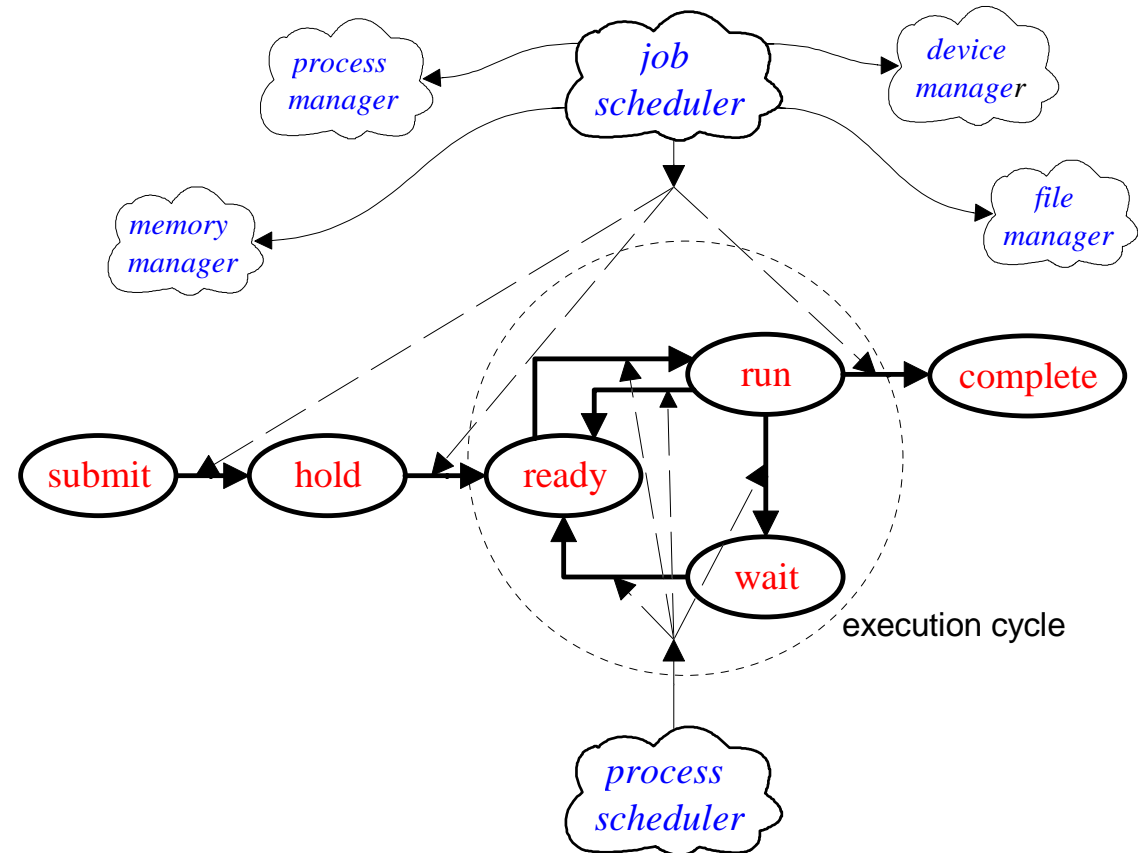 process
manager
job
scheduler
device
manager
memory
manager
file
manager
run
complete
submit
hold
ready
wait
execution cycle
process
scheduler